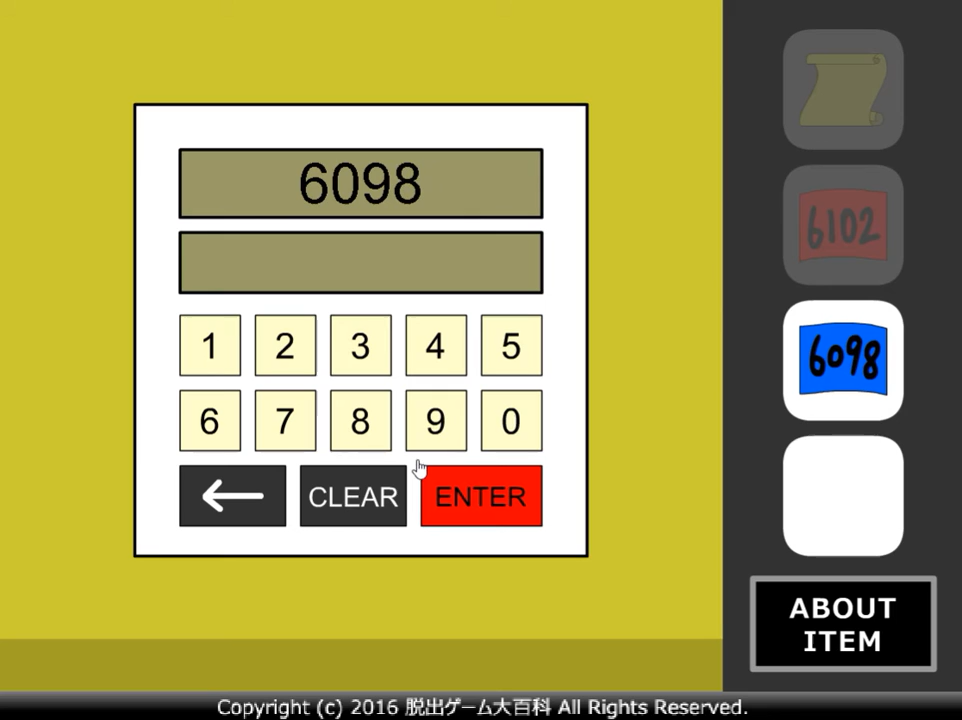 6098
1 2 3 4 5
6 7 8 9 0
← CLEAR ENTER
6102
6098
ABOUT
ITEM
Copyright (c) 2016 脱出ゲーム大百科 All Rights Reserved.